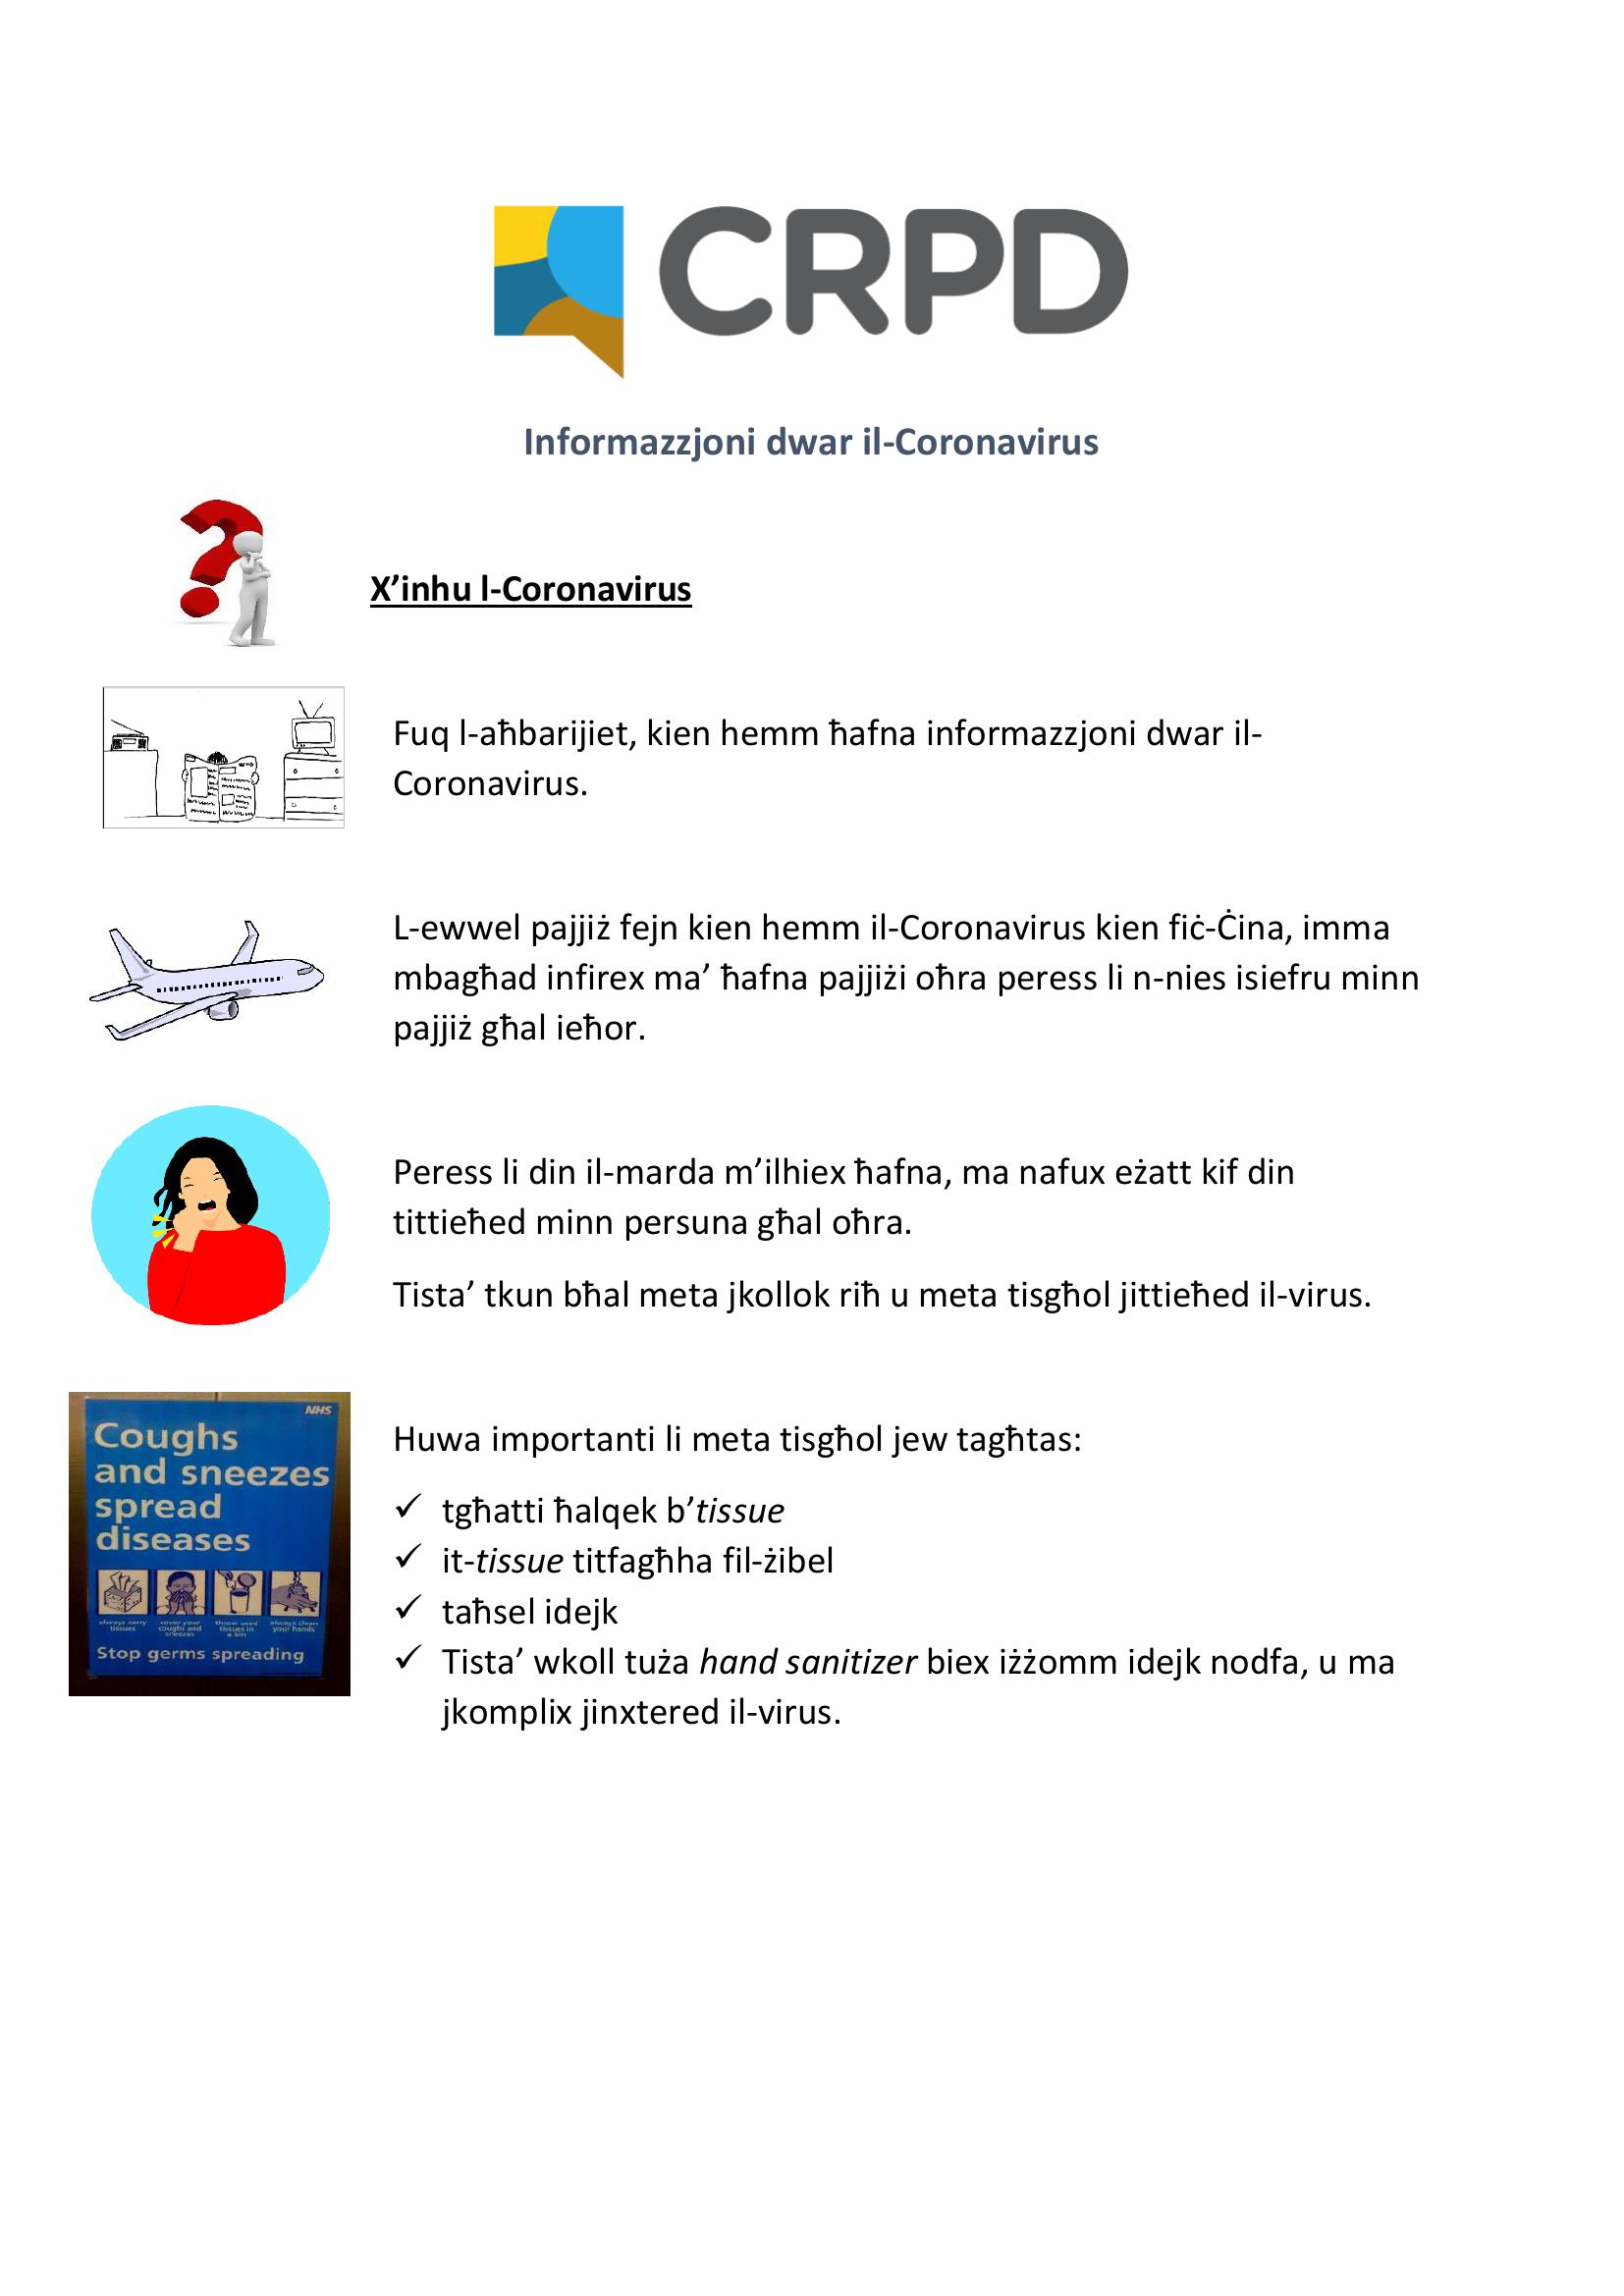 CRPD
Informazzjoni dwar il-Coronavirus
X’inhu l-Coronavirus
Fuq l-aħbarijiet, kien hemm ħafna informazzjoni dwar il-
Coronavirus.
L-ewwel pajjiż fejn kien hemm il-Coronavirus kien fiċ-Ċina, imma
mbagħad infirex ma’ ħafna pajjiżi oħra peress li n-nies isiefru minn
pajjiż għal ieħor.
Peress li din il-marda m’ilhiex ħafna, ma nafux eżatt kif din
tittieħed minn persuna għal oħra.
Tista’ tkun bħal meta jkollok riħ u meta tisgħol jittieħed il-virus.
NHS
Coughs
and sneezes
spread
diseases
always carry
tissues
cover your
coughs and
sneezes
throw used
tissues in
a bin
always clean
your hands
Stop germs spreading
Huwa importanti li meta tisgħol jew tagħtas:
✓ tgħatti ħalqek b’tissue
✓ it-tissue titfagħha fil-żibel
✓ taħsel idejk
✓ Tista’ wkoll tuża hand sanitizer biex iżżomm idejk nodfa, u ma
jkomplix jinxtered il-virus.